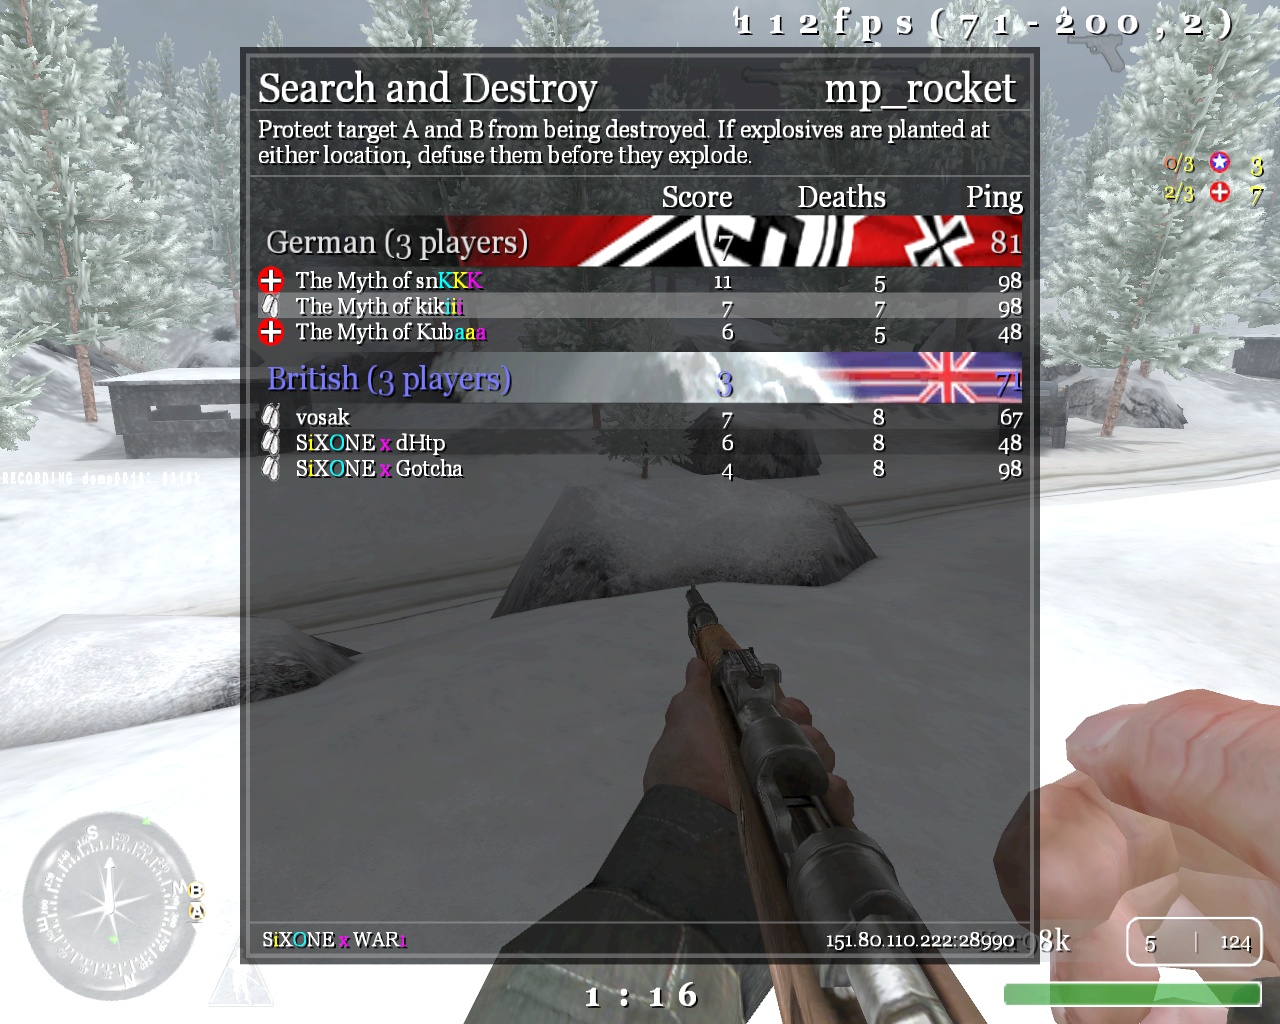 112fps(71-200,2)
Search and Destroy mp_rocket
Protect target A and B from being destroyed. If explosives are planted at
either location, defuse them before they explode.
0/3 3
2/3 7
Score Deaths Ping
German (3 players) 7 81
The Myth of snKKK 11 5 98
The Myth of kikiii 7 7 98
The Myth of Kubaaa 6 5 48
British (3 players) 3 71
vosak 7 8 67
SiXONE x dHtp 6 8 48
SiXONE x Gotcha 4 8 98
RECORDING
S
N B
A
E
SiXONE x WAR1 151.80.110.222:28990 98k
5 | 124
1:16